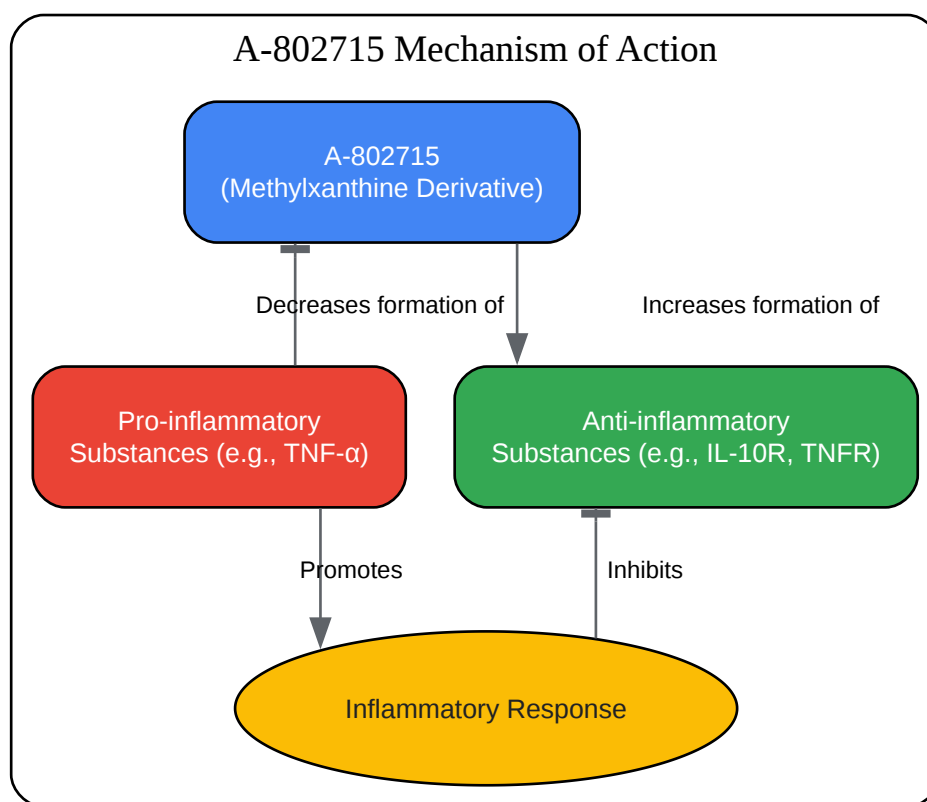 A-802715 Mechanism of Action
A-802715
(Methylxanthine Derivative)
Decreases formation of
Increases formation of
Pro-inflammatory
Substances (e.g., TNF-α)
Anti-inflammatory
Substances (e.g., IL-10R, TNFR)
Promotes
Inhibits
Inflammatory Response